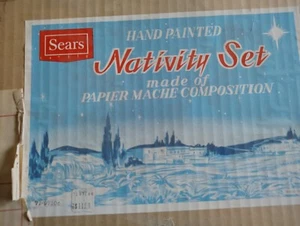 Sears
HAND PAINTED
Nativity Set
made of
PAPIER MACHE COMPOSITION